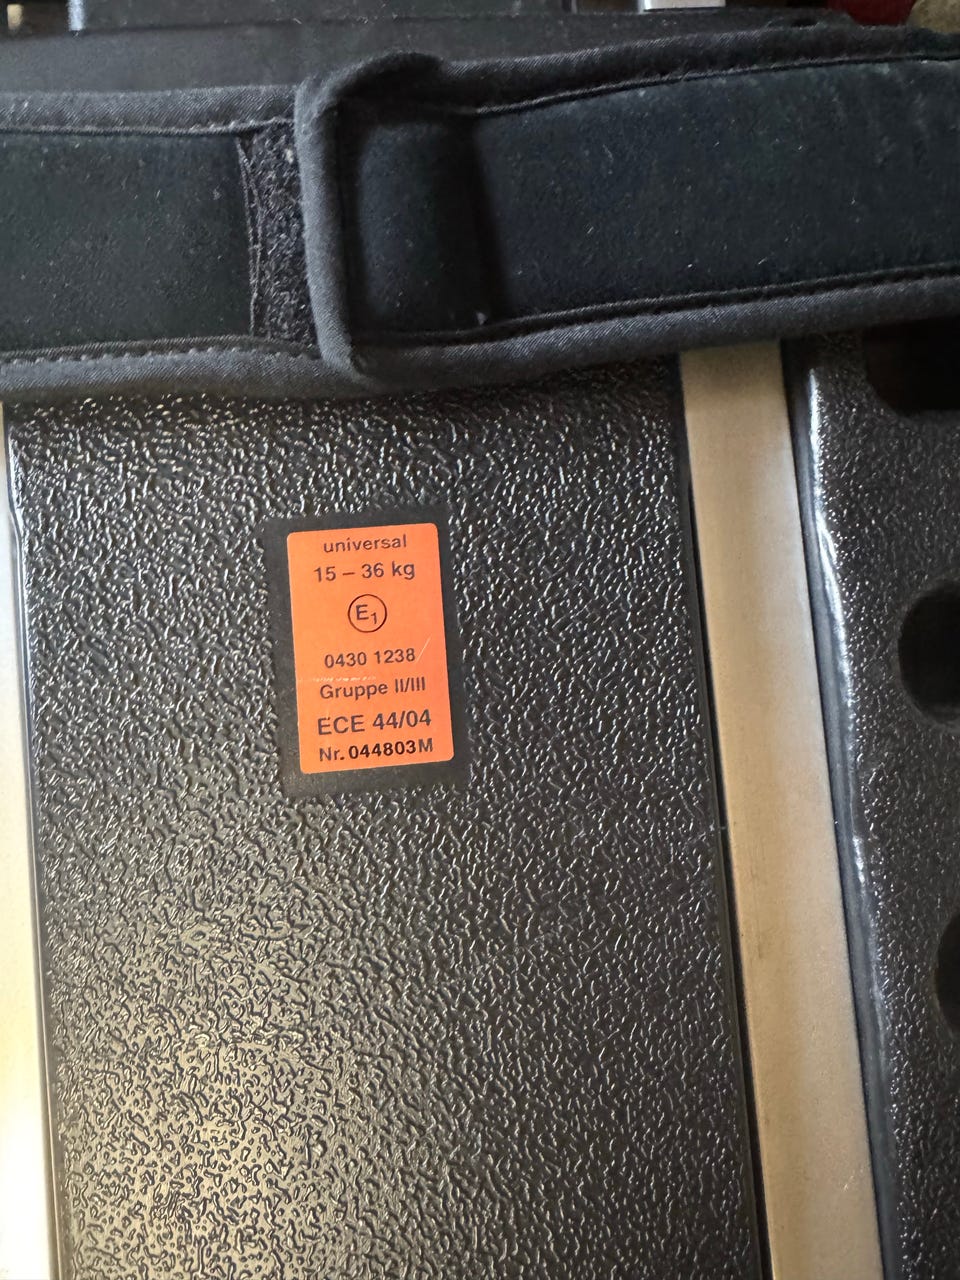 universal
15 – 36 kg
E1
0430 1238
Gruppe II/III
ECE 44/04
Nr. 044803M